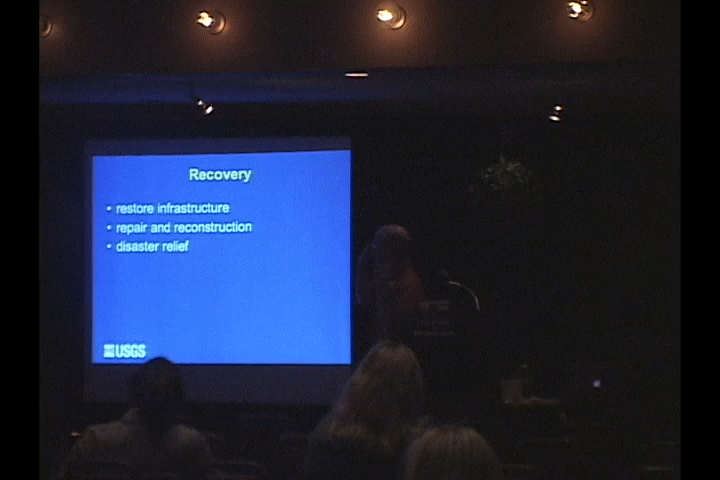 Recovery
• restore infrastructure
• repair and reconstruction
• disaster relief
USGS